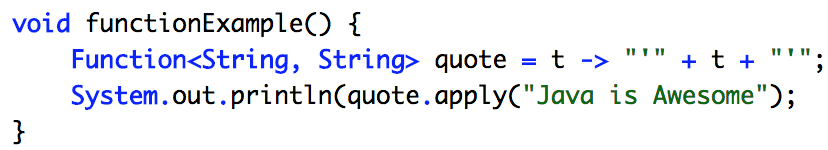 void functionExample() {
    Function<String, String> quote = t -> "'" + t + "'";
    System.out.println(quote.apply("Java is Awesome");
}